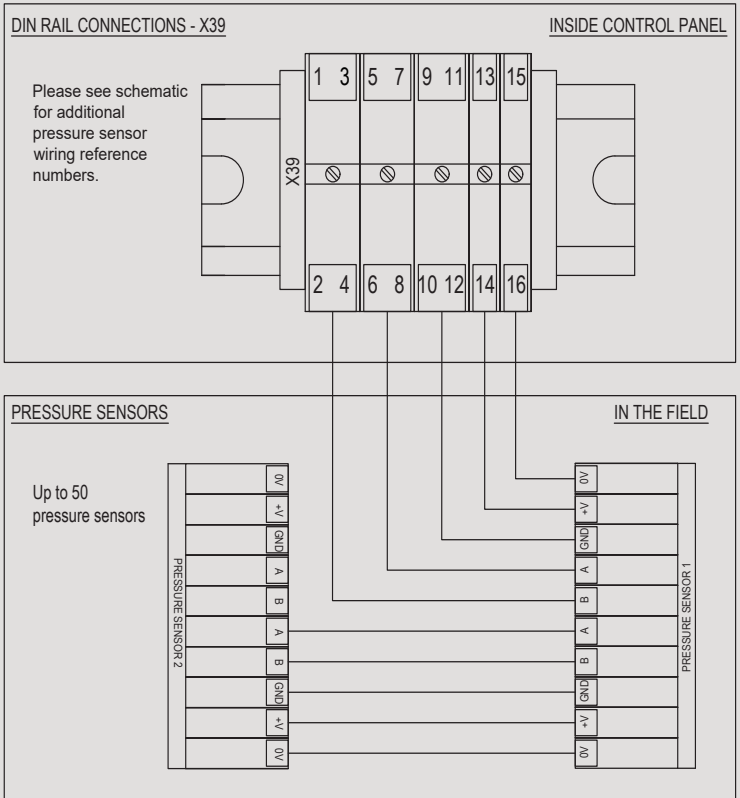 DIN RAIL CONNECTIONS - X39
INSIDE CONTROL PANEL
Please see schematic
for additional
pressure sensor
wiring reference
numbers.
X39
1 3 5 7 9 11 13 15
2 4 6 8 10 12 14 16
PRESSURE SENSORS
IN THE FIELD
Up to 50
pressure sensors
PRESSURE SENSOR 2
0V
+V
GND
A
B
A
B
GND
+V
0V
0V
+V
GND
A
B
A
B
GND
+V
0V
PRESSURE SENSOR 1